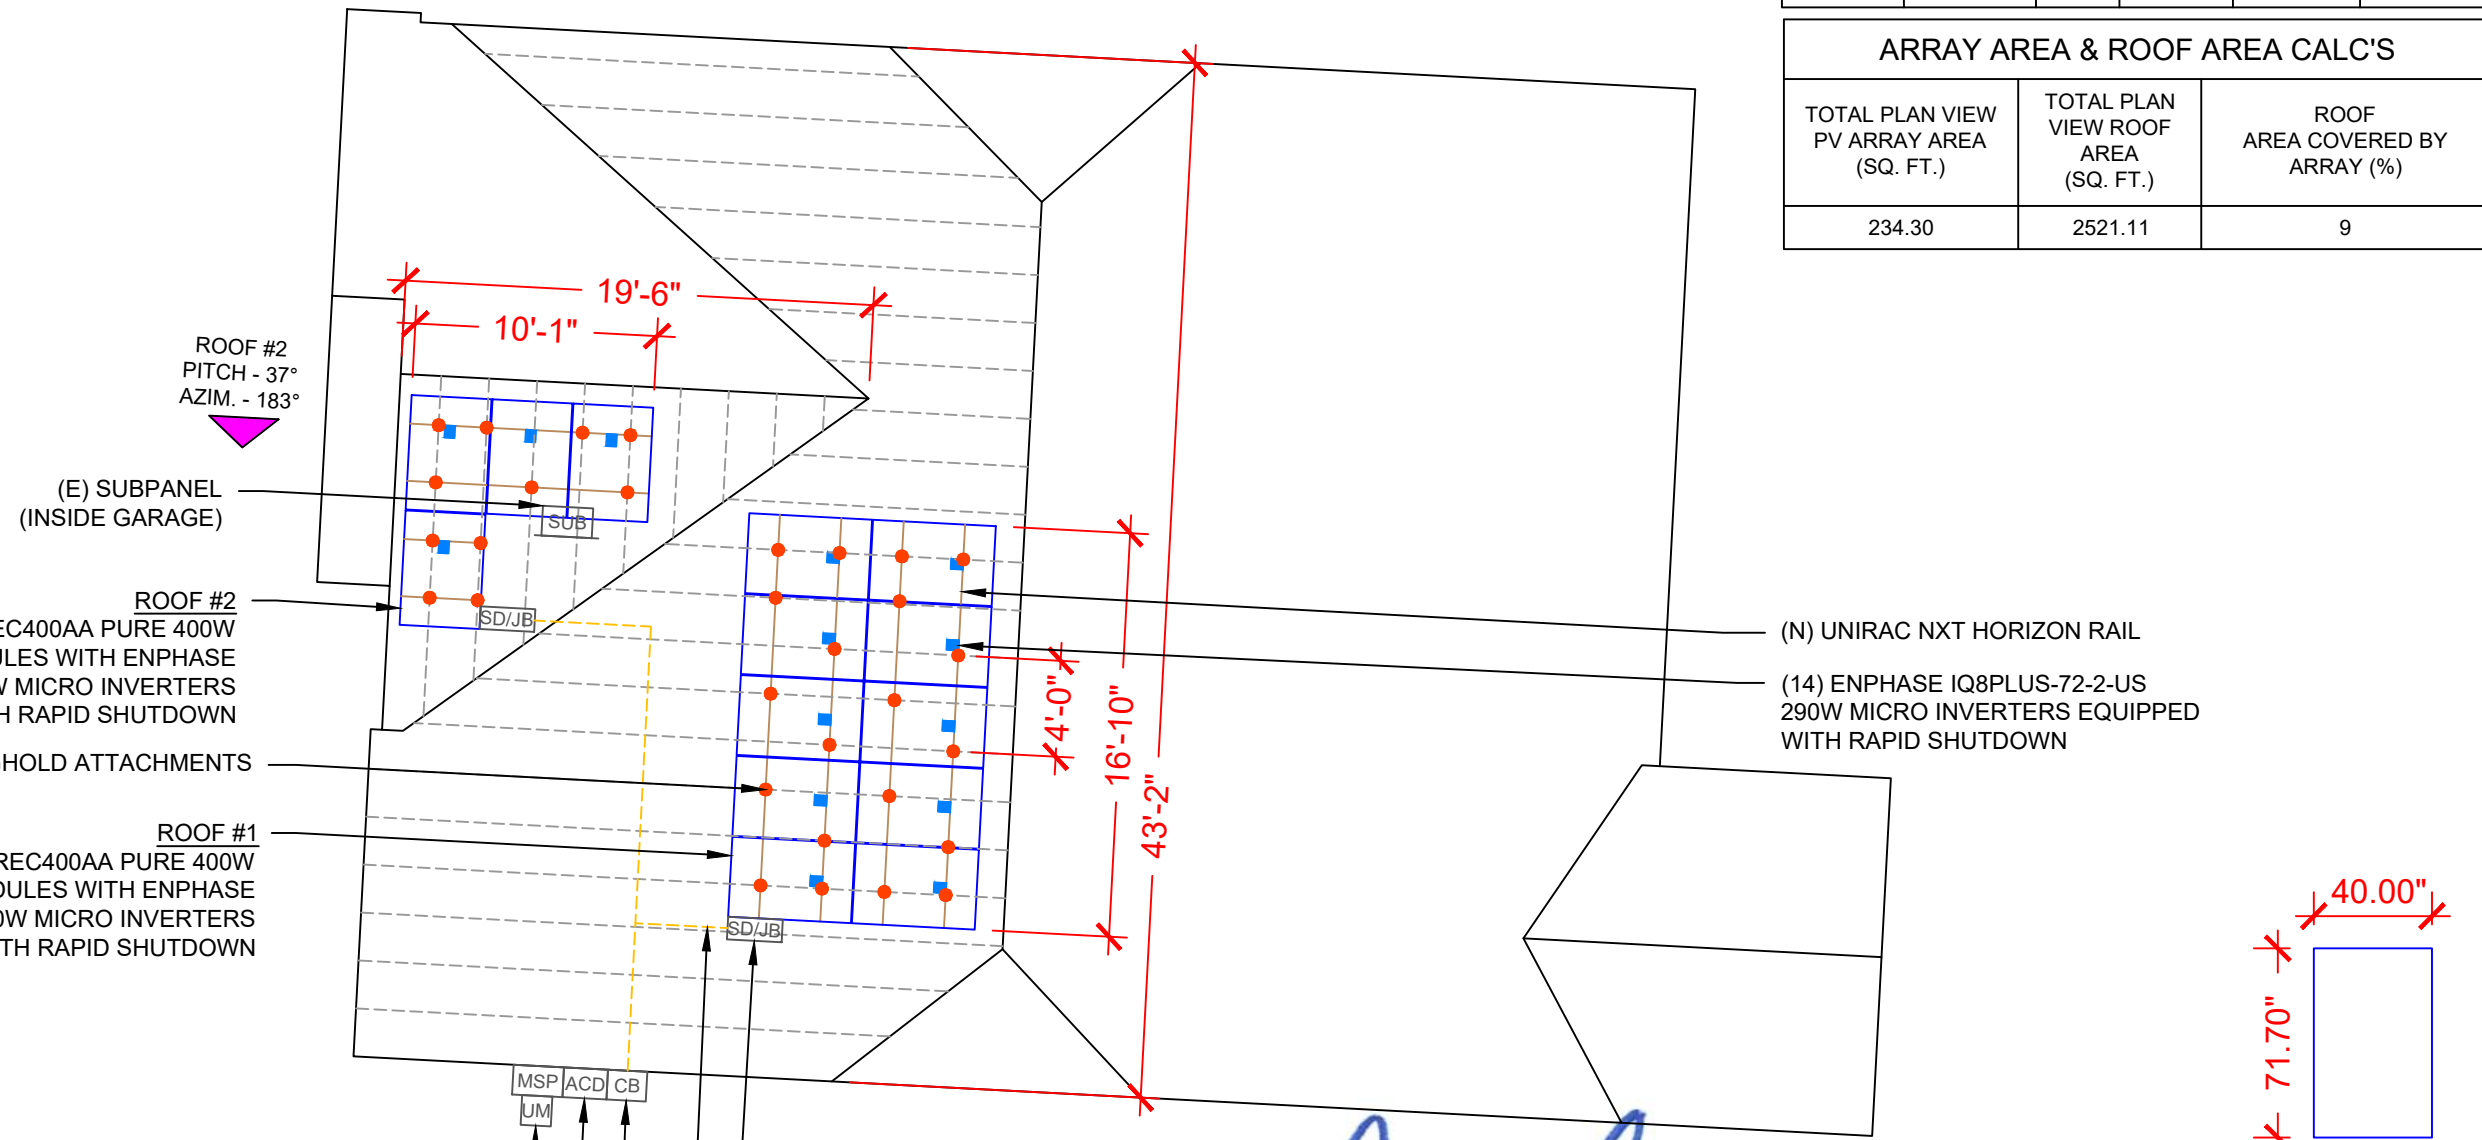 ARRAY AREA & ROOF AREA CALC'S
TOTAL PLAN VIEW
PV ARRAY AREA
(SQ. FT.)
TOTAL PLAN
VIEW ROOF
AREA
(SQ. FT.)
ROOF
AREA COVERED BY
ARRAY (%)
234.30
2521.11
9
19'-6"
10'-1"
ROOF #2
PITCH - 37°
AZIM. - 183°
(E) SUBPANEL
(INSIDE GARAGE)
SUB
ROOF #2
EC400AA PURE 400W
ULES WITH ENPHASE
W MICRO INVERTERS
H RAPID SHUTDOWN
SD/JB
GHOLD ATTACHMENTS
ROOF #1
REC400AA PURE 400W
DULES WITH ENPHASE
0W MICRO INVERTERS
TH RAPID SHUTDOWN
SD/JB
4'-0"
16'-10"
43'-2"
(N) UNIRAC NXT HORIZON RAIL
(14) ENPHASE IQ8PLUS-72-2-US
290W MICRO INVERTERS EQUIPPED
WITH RAPID SHUTDOWN
MSP
ACD
CB
UM
40.00"
71.70"